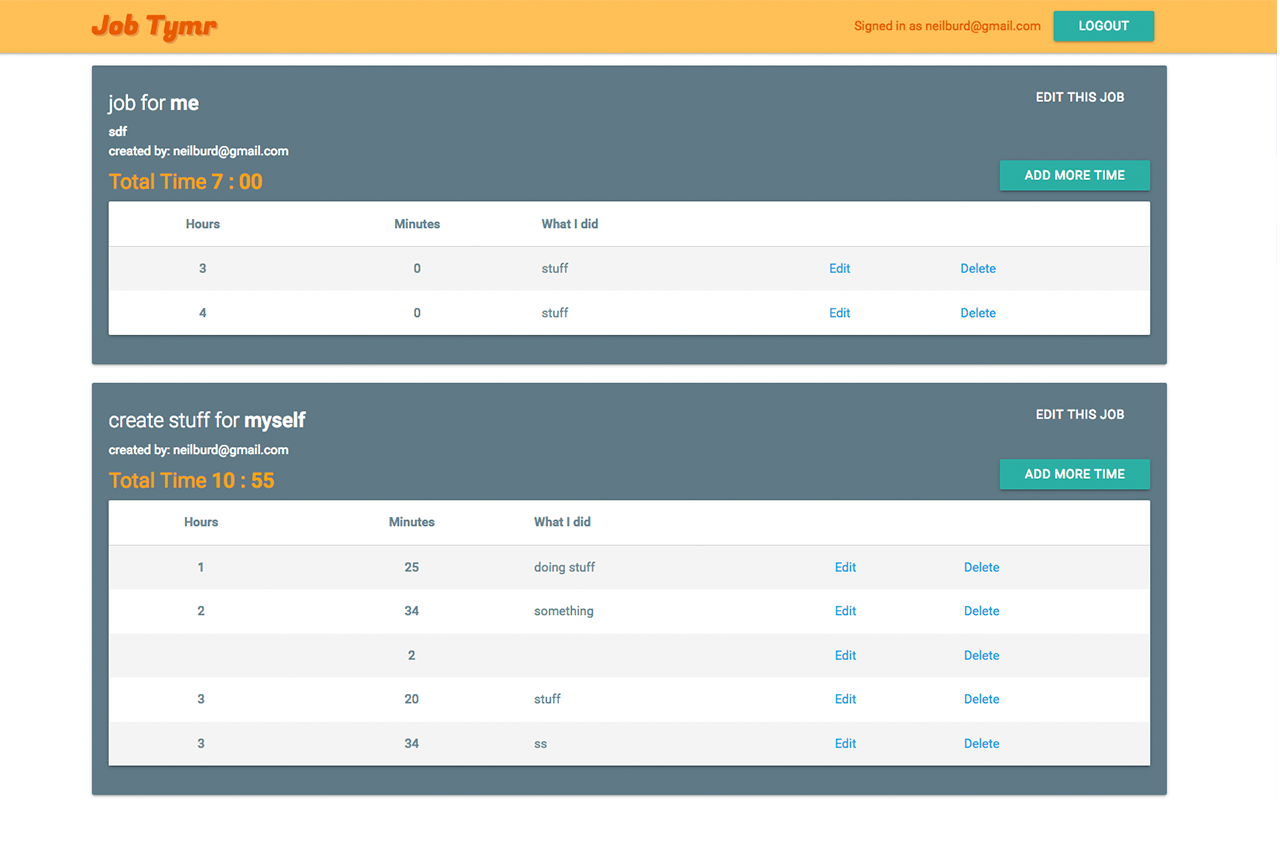 Job Tymr
Signed in as neilburd@gmail.com LOGOUT
job for me EDIT THIS JOB
sdf
created by: neilburd@gmail.com
Total Time 7 : 00 ADD MORE TIME
Hours Minutes What I did
3 0 stuff Edit Delete
4 0 stuff Edit Delete
create stuff for myself EDIT THIS JOB
created by: neilburd@gmail.com
Total Time 10 : 55 ADD MORE TIME
Hours Minutes What I did
1 25 doing stuff Edit Delete
2 34 something Edit Delete
2 Edit Delete
3 20 stuff Edit Delete
3 34 ss Edit Delete